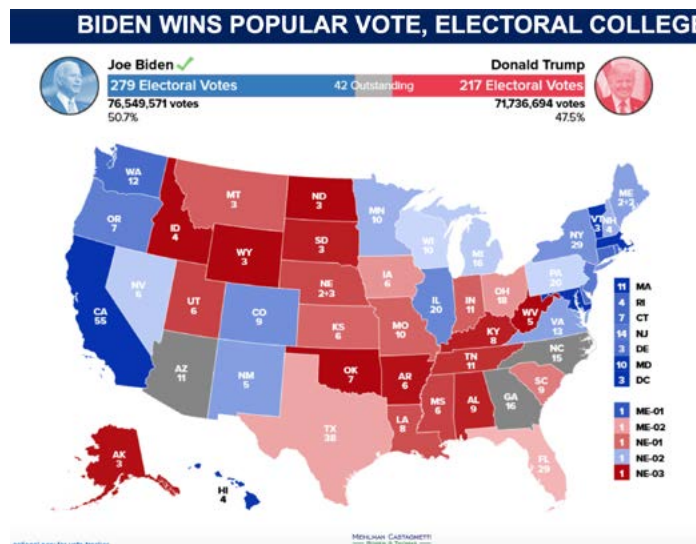 BIDEN WINS POPULAR VOTE, ELECTORAL COLLEGE
Joe Biden
Donald Trump
279 Electoral Votes
42 Outstanding
217 Electoral Votes
76,549,571 votes
71,736,694 votes
50.7%
47.5%
WA
12
OR
7
CA
55
NV
6
ID
4
MT
3
WY
3
UT
6
AZ
11
CO
9
NM
5
ND
3
SD
3
NE
2+3
KS
6
OK
7
TX
38
MN
10
IA
6
MO
10
AR
6
LA
8
WI
10
IL
20
MI
16
IN
11
OH
18
KY
8
TN
11
MS
6
AL
9
GA
16
FL
29
SC
9
NC
15
VA
13
WV
5
PA
20
NY
29
VT
3
NH
4
ME
2+2
AK
3
HI
4
11 MA
4 RI
7 CT
14 NJ
3 DE
10 MD
3 DC
1 ME-01
1 ME-02
1 NE-01
1 NE-02
1 NE-03
national popular vote tracker
MEHLMAN CASTAGNETTI